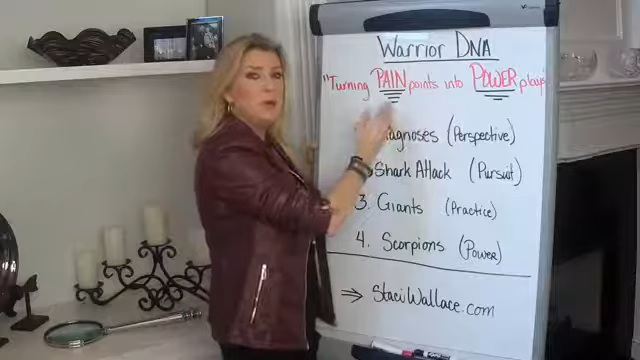 Warrior DNA
"Turning PAIN points into POWER plays"
(Perspective)
Shark Attack (Pursuit)
3. Giants (Practice)
4. Scorpions (Power)
⇒ StaciWallace.com